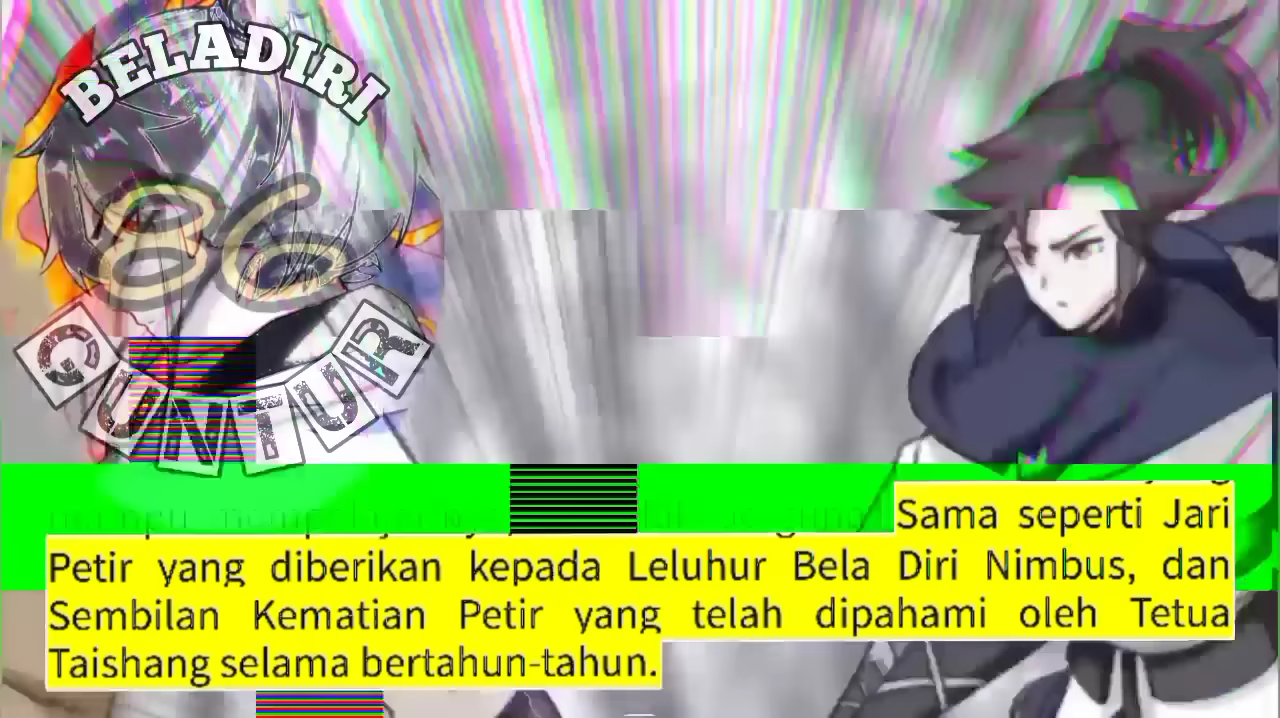 BELADIRI
86
GUNTUR
Sama seperti Jari
Petir yang diberikan kepada Leluhur Bela Diri Nimbus, dan
Sembilan Kematian Petir yang telah dipahami oleh Tetua
Taishang selama bertahun-tahun.